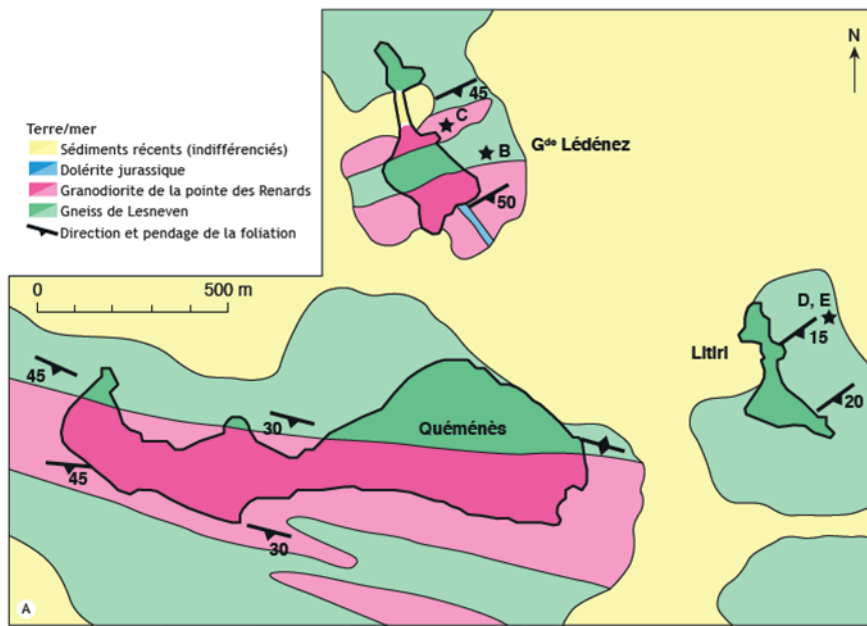 N
Terre/mer
Sédiments récents (indifférenciés)
Dolérite jurassique
Granodiorite de la pointe des Renards
Gneiss de Lesneven
Direction et pendage de la foliation
0 500 m
45
C
B
Gde Lédénez
50
D, E
Litiri
15
20
45
30
Quéménès
45
30
A